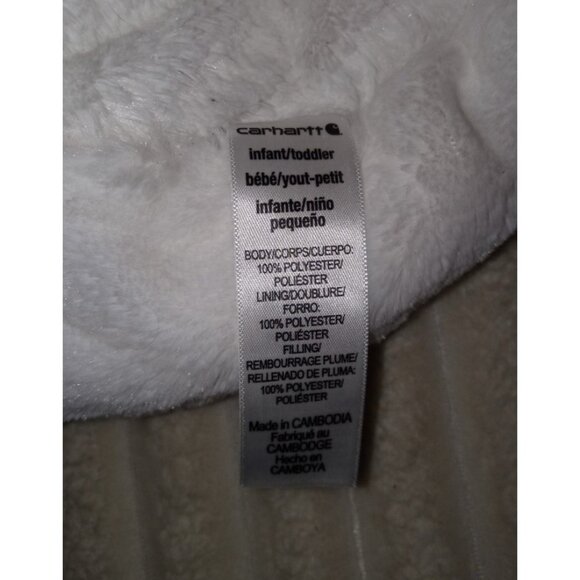 carhartt
infant/toddler
bébé/yout-petit
infante/niño
pequeño
BODY/CORPS/CUERPO:
100% POLYESTER/
POLIÉSTER
LINING/DOUBLURE/
FORRO:
100% POLYESTER/
POLIÉSTER
FILLING/
REMBOURRAGE PLUME/
RELLENADO DE PLUMA:
100% POLYESTER/
POLIÉSTER
Made in CAMBODIA
Fabriqué au
CAMBODGE
Hecho en
CAMBOYA